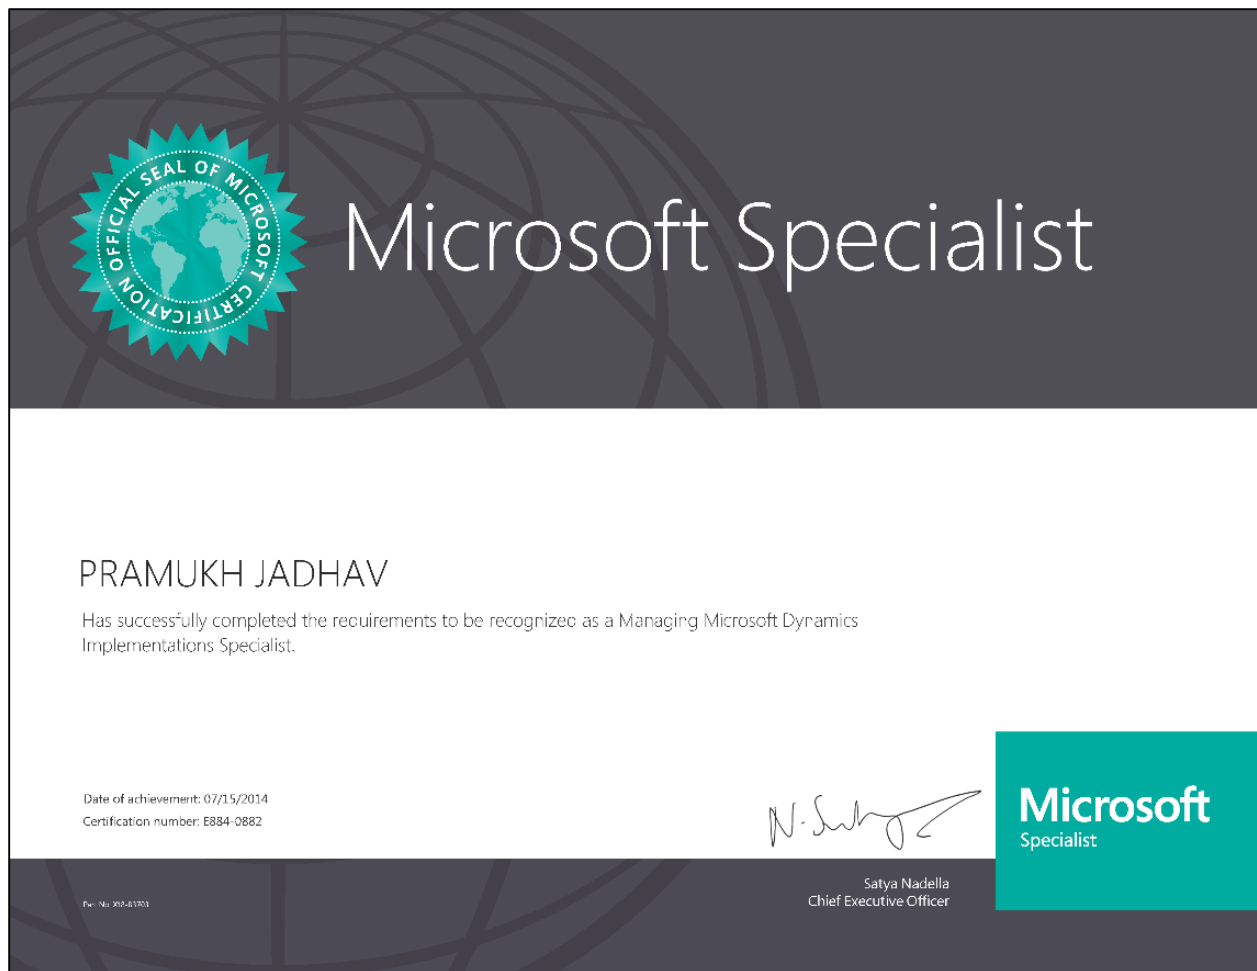 OFFICIAL SEAL OF MICROSOFT CERTIFICATION
Microsoft Specialist
PRAMUKH JADHAV
Has successfully completed the requirements to be recognized as a Managing Microsoft Dynamics
Implementations Specialist.
Date of achievement: 07/15/2014
Certification number: E884-0882
Microsoft
Specialist
Satya Nadella
Chief Executive Officer
Part No.